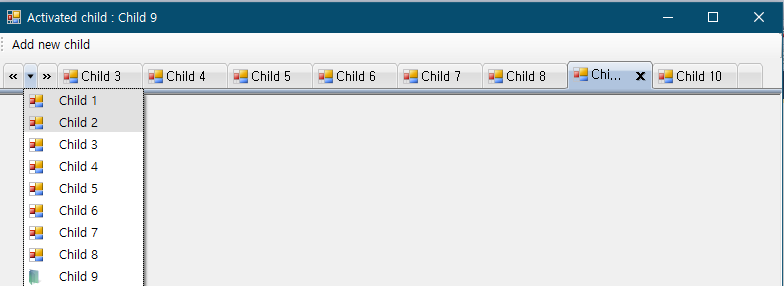 Activated child : Child 9
Add new child
Child 3 Child 4 Child 5 Child 6 Child 7 Child 8 Chi... Child 10
Child 1
Child 2
Child 3
Child 4
Child 5
Child 6
Child 7
Child 8
Child 9